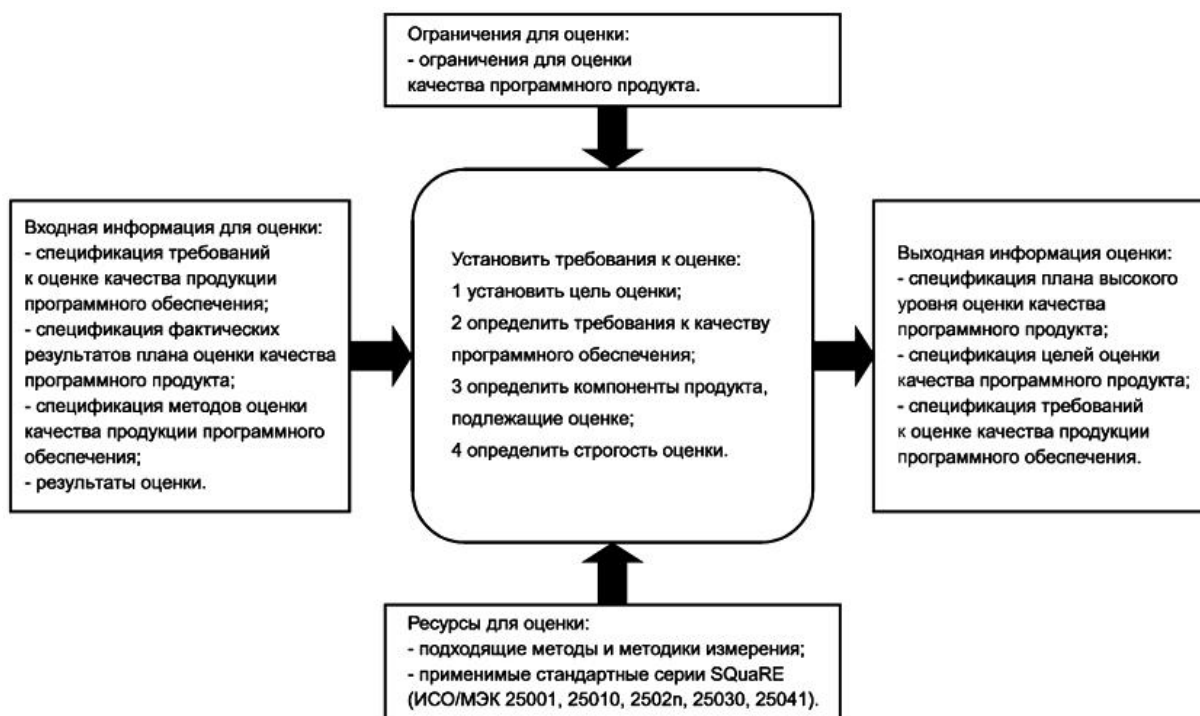 Ограничения для оценки:
- ограничения для оценки
качества программного продукта.
Входная информация для оценки:
- спецификация требований
к оценке качества продукции
программного обеспечения;
- спецификация фактических
результатов плана оценки качества
программного продукта;
- спецификация методов оценки
качества продукции программного
обеспечения;
- результаты оценки.
Установить требования к оценке:
1 установить цель оценки;
2 определить требования к качеству
программного обеспечения;
3 определить компоненты продукта,
подлежащие оценке;
4 определить строгость оценки.
Выходная информация оценки:
- спецификация плана высокого
уровня оценки качества
программного продукта;
- спецификация целей оценки
качества программного продукта;
- спецификация требований
к оценке качества продукции
программного обеспечения.
Ресурсы для оценки:
- подходящие методы и методики измерения;
- применимые стандартные серии SQuaRE
(ИСО/МЭК 25001, 25010, 2502n, 25030, 25041).